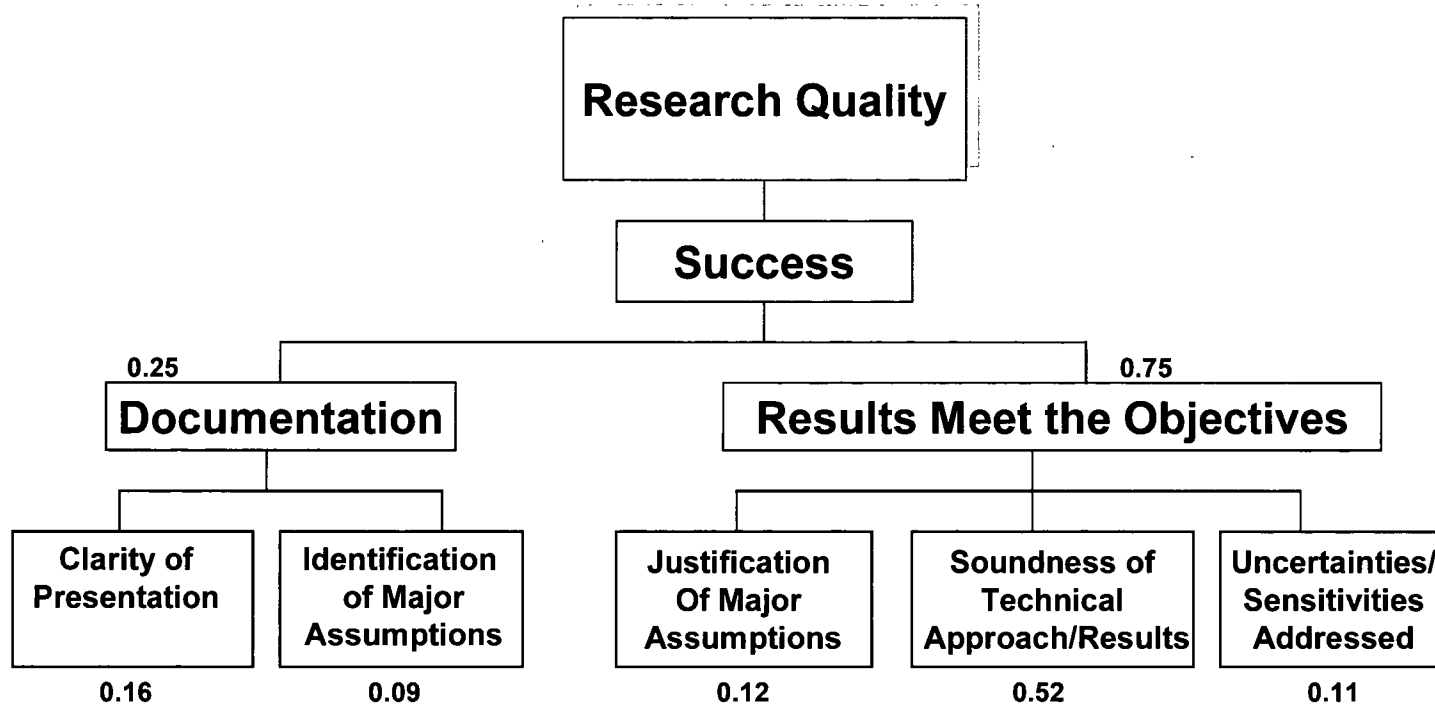 Research Quality
Success
0.25
0.75
Documentation
Results Meet the Objectives
Clarity of
Presentation
Identification
of Major
Assumptions
Justification
Of Major
Assumptions
Soundness of
Technical
Approach/Results
Uncertainties/
Sensitivities
Addressed
0.16
0.09
0.12
0.52
0.11